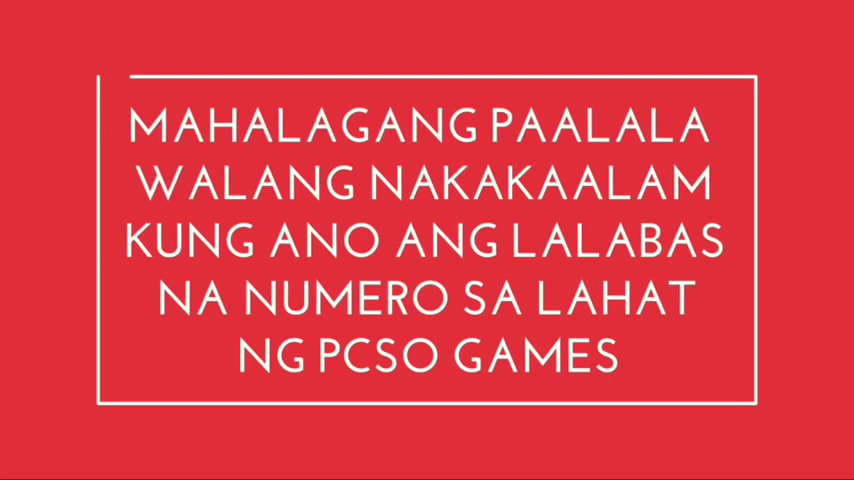 MAHALAGANG PAALALA
WALANG NAKAKAALAM
KUNG ANO ANG LALABAS
NA NUMERO SA LAHAT
NG PCSO GAMES